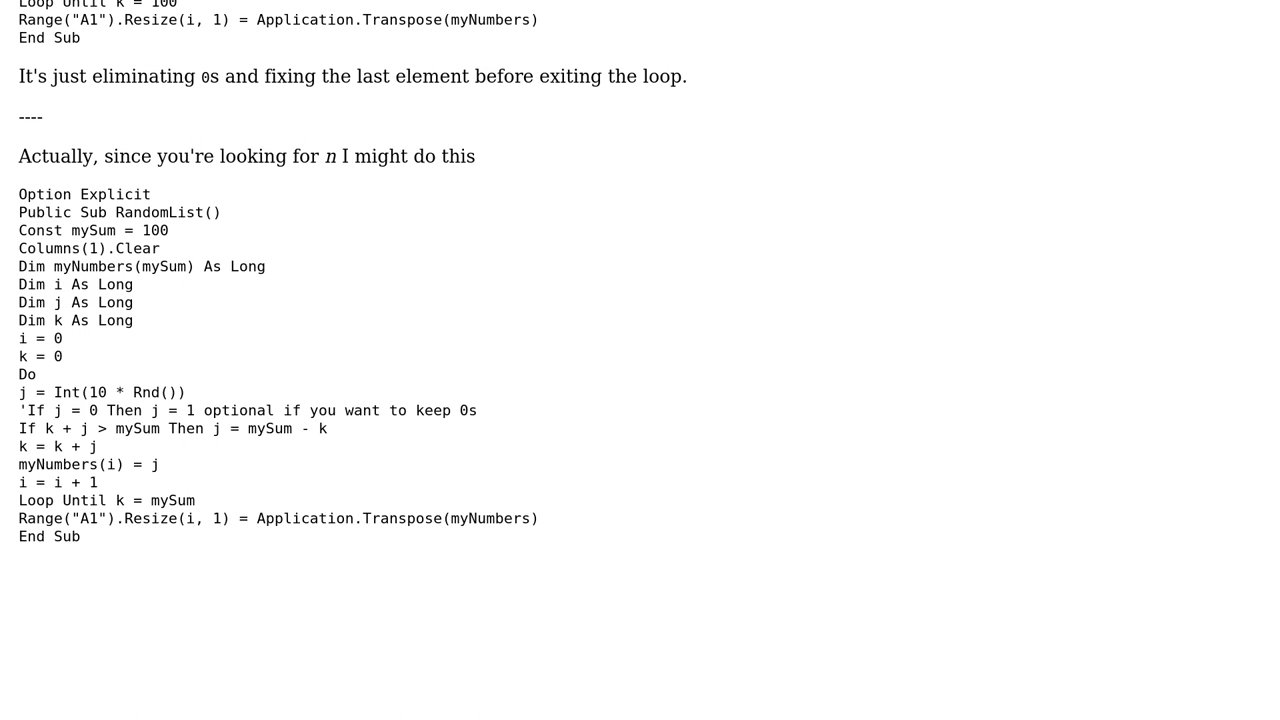 Loop Until k = 100
Range("A1").Resize(i, 1) = Application.Transpose(myNumbers)
End Sub
It's just eliminating 0s and fixing the last element before exiting the loop.
----
Actually, since you're looking for n I might do this
Option Explicit
Public Sub RandomList()
Const mySum = 100
Columns(1).Clear
Dim myNumbers(mySum) As Long
Dim i As Long
Dim j As Long
Dim k As Long
i = 0
k = 0
Do
j = Int(10 * Rnd())
'If j = 0 Then j = 1 optional if you want to keep 0s
If k + j > mySum Then j = mySum - k
k = k + j
myNumbers(i) = j
i = i + 1
Loop Until k = mySum
Range("A1").Resize(i, 1) = Application.Transpose(myNumbers)
End Sub